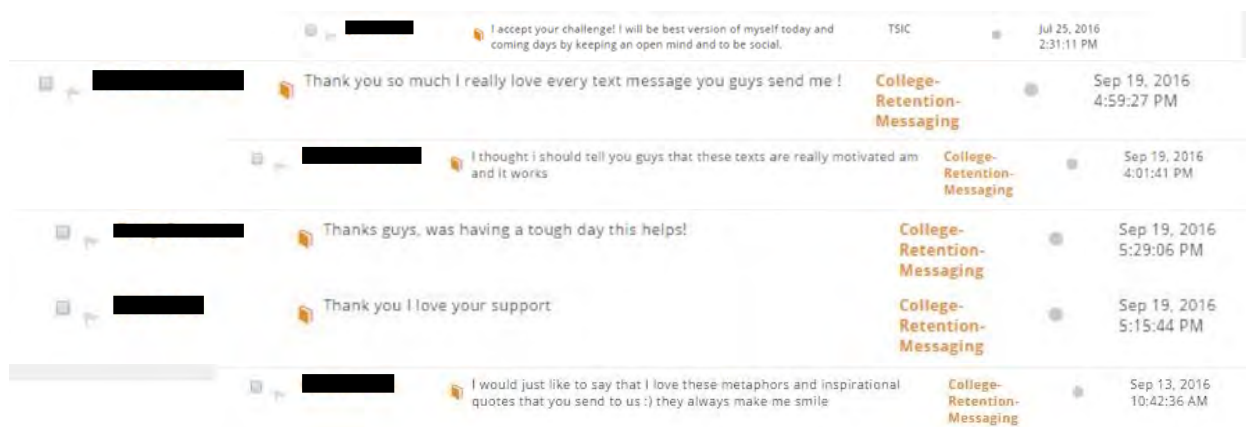 I accept your challenge! I will be best version of myself today and
coming days by keeping an open mind and to be social.
TSIC
Jul 25, 2016
2:31:11 PM
Thank you so much I really love every text message you guys send me !
College-
Retention-
Messaging
Sep 19, 2016
4:59:27 PM
I thought i should tell you guys that these texts are really motivated am
and it works
College-
Retention-
Messaging
Sep 19, 2016
4:01:41 PM
Thanks guys, was having a tough day this helps!
College-
Retention-
Messaging
Sep 19, 2016
5:29:06 PM
Thank you I love your support
College-
Retention-
Messaging
Sep 19, 2016
5:15:44 PM
I would just like to say that I love these metaphors and inspirational
quotes that you send to us :) they always make me smile
College-
Retention-
Messaging
Sep 13, 2016
10:42:36 AM